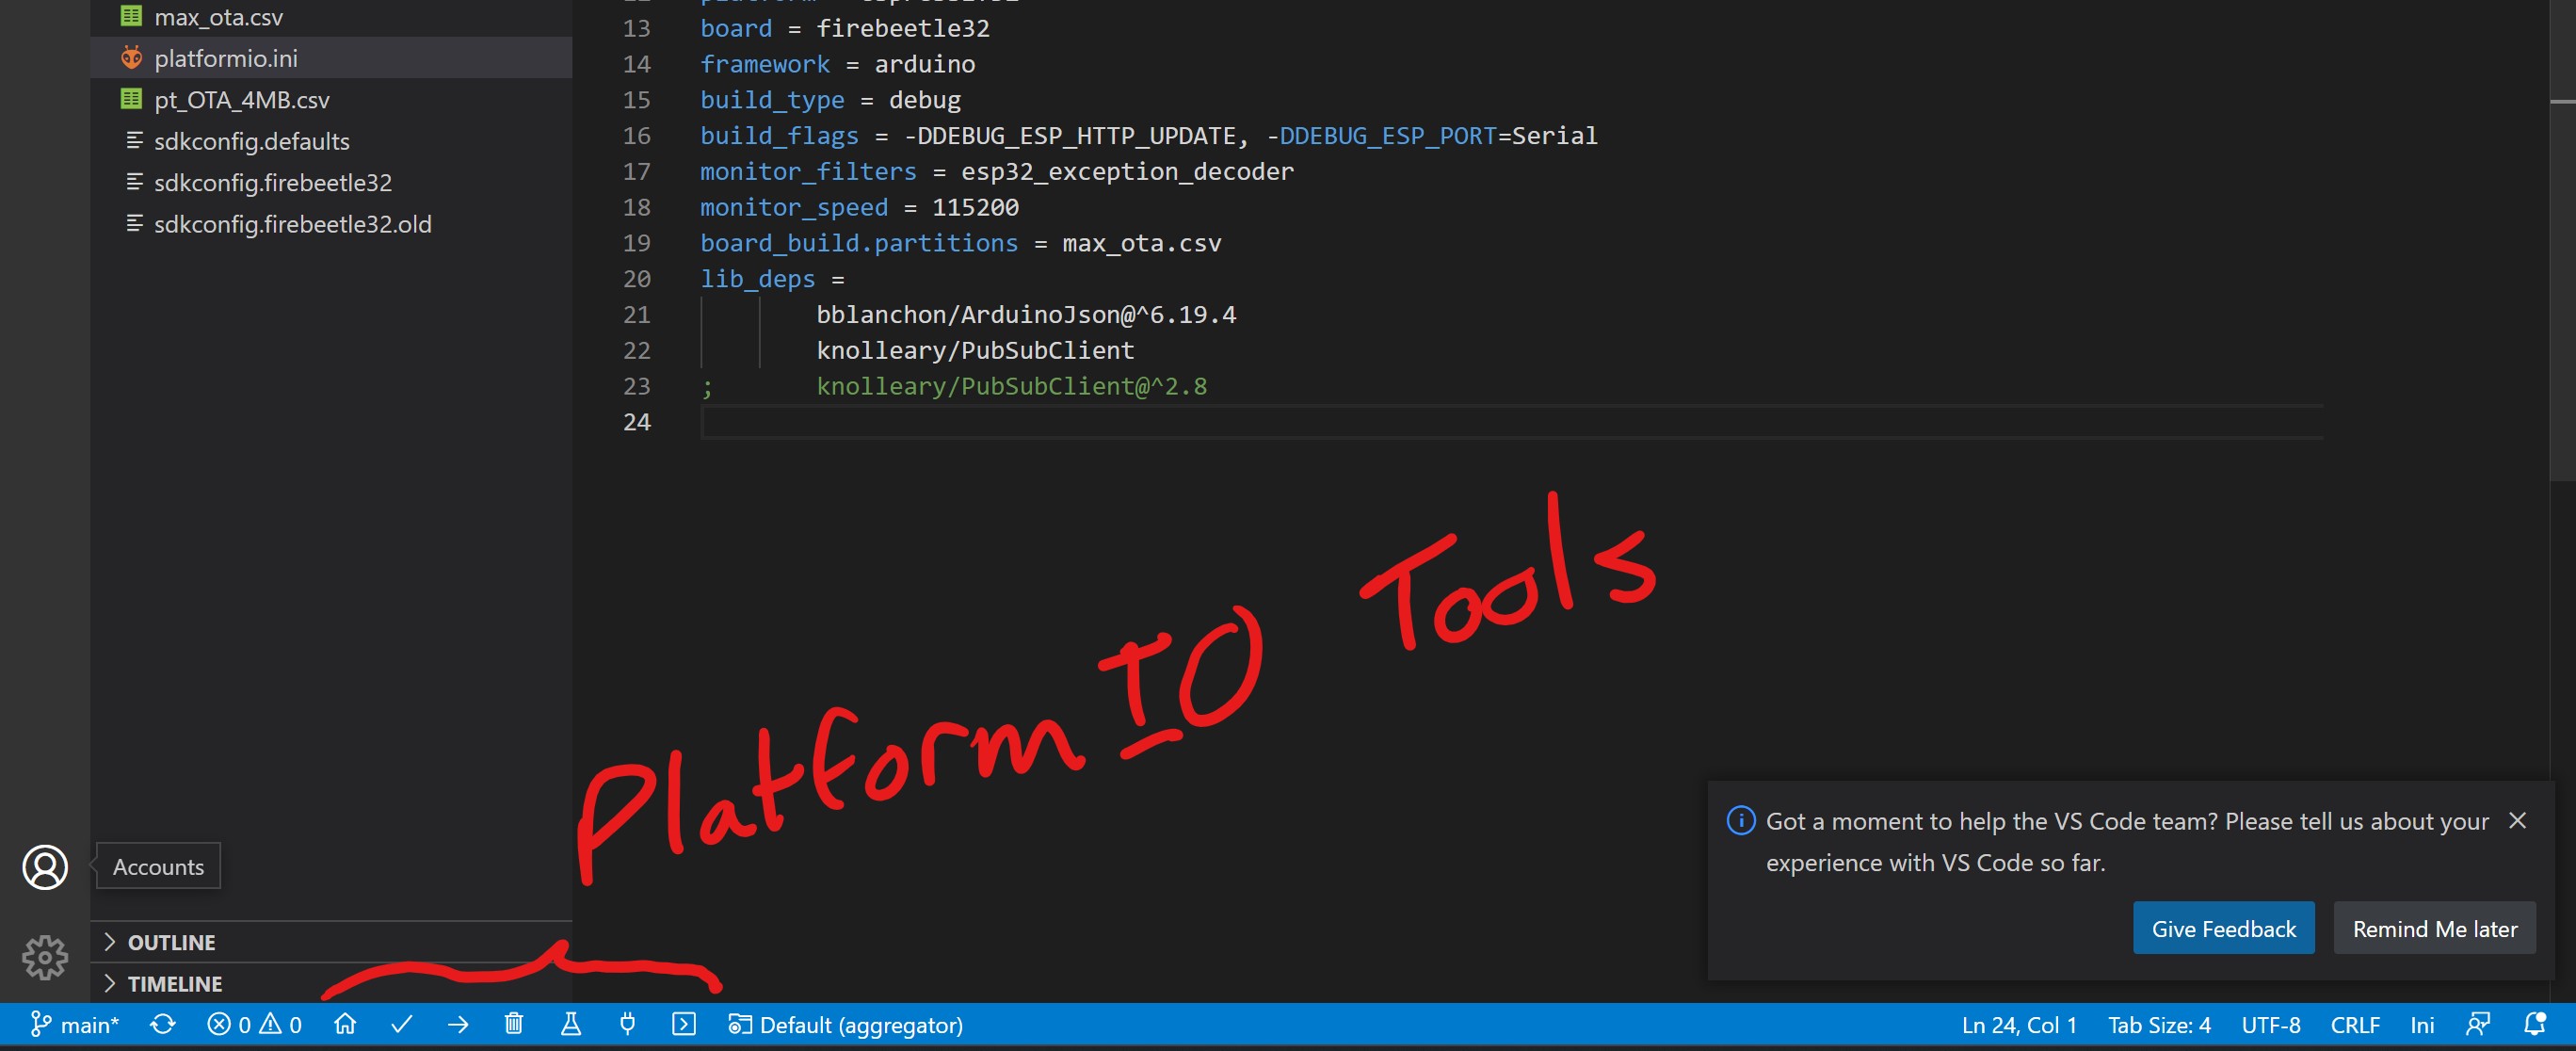 max_ota.csv
platformio.ini
pt_OTA_4MB.csv
sdkconfig.defaults
sdkconfig.firebeetle32
sdkconfig.firebeetle32.old
13 board = firebeetle32
14 framework = arduino
15 build_type = debug
16 build_flags = -DDEBUG_ESP_HTTP_UPDATE, -DDEBUG_ESP_PORT=Serial
17 monitor_filters = esp32_exception_decoder
18 monitor_speed = 115200
19 board_build.partitions = max_ota.csv
20 lib_deps =
21 bblanchon/ArduinoJson@^6.19.4
22 knolleary/PubSubClient
23 ; knolleary/PubSubClient@^2.8
24
Platform IO Tools
Accounts
OUTLINE
TIMELINE
Got a moment to help the VS Code team? Please tell us about your
experience with VS Code so far.
Give Feedback Remind Me later
main* 0 0 Default (aggregator) Ln 24, Col 1 Tab Size: 4 UTF-8 CRLF Ini